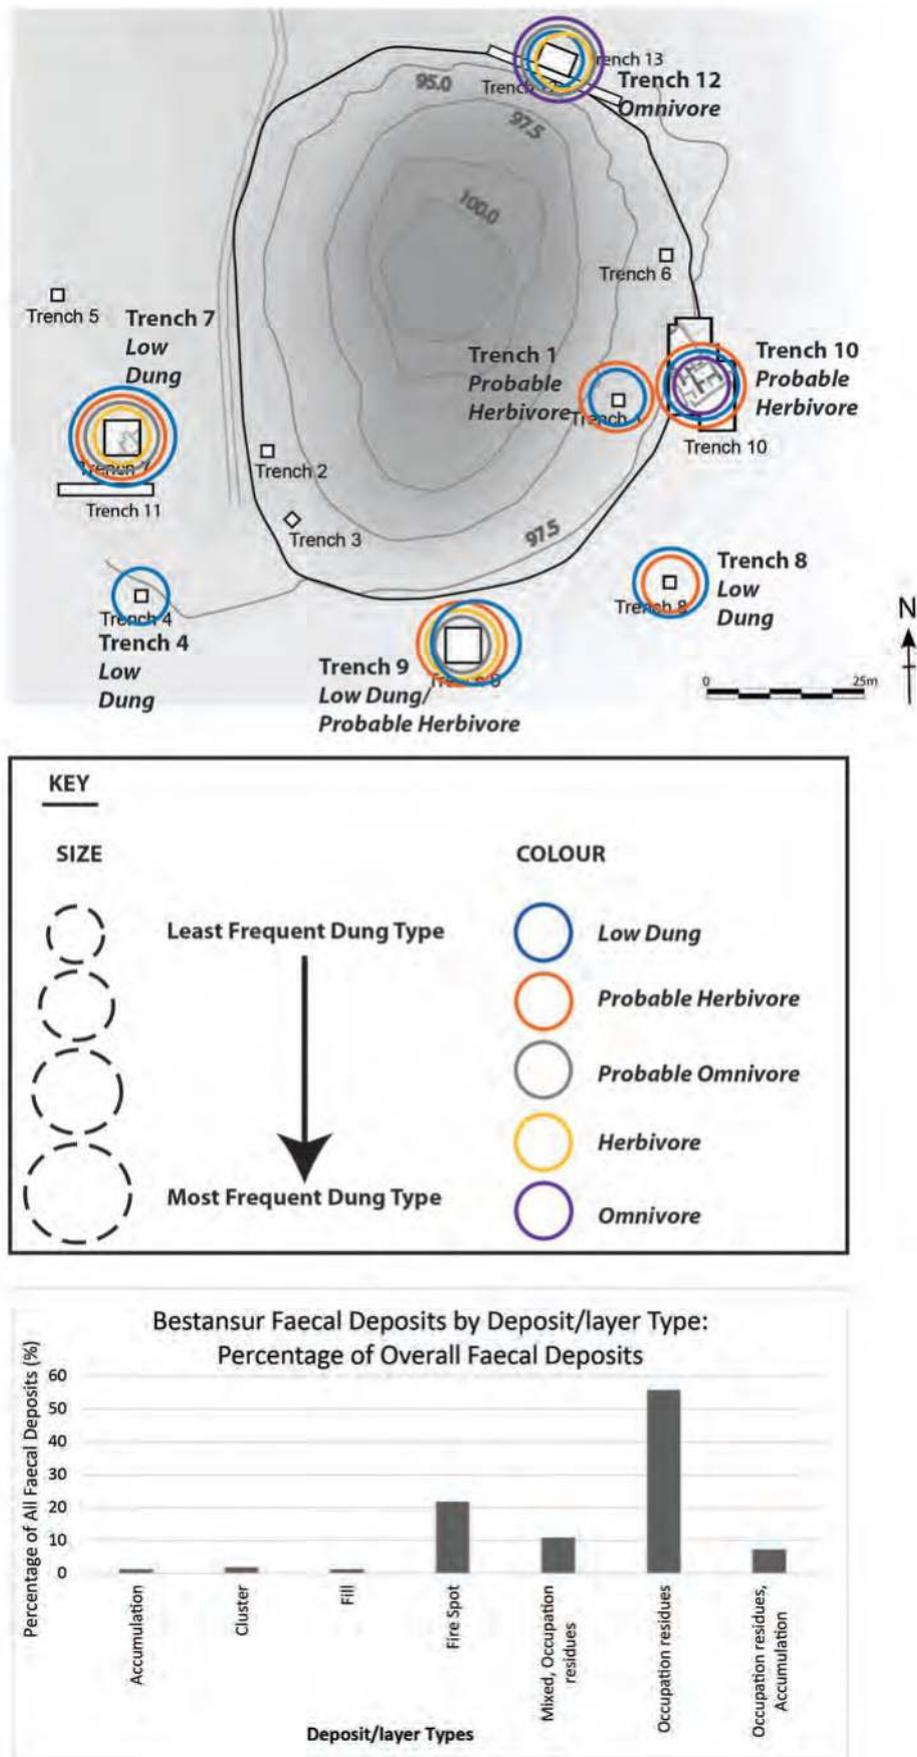 Trench 13
Trench 12
Omnivore
95.0
97.5
100.0
Trench 6
Trench 5
Trench 7
Low
Dung
Trench 1
Probable
Herbivore
Trench 10
Probable
Herbivore
Trench 1
Trench 10
Trench 7
Trench 2
Trench 11
Trench 3
97.5
Trench 8
Low
Dung
Trench 8
Trench 4
Trench 4
Low
Dung
Trench 9
Low Dung/
Probable Herbivore
N
0 25m
KEY
SIZE
COLOUR
Least Frequent Dung Type
Most Frequent Dung Type
Low Dung
Probable Herbivore
Probable Omnivore
Herbivore
Omnivore
Bestansur Faecal Deposits by Deposit/layer Type:
Percentage of Overall Faecal Deposits
Percentage of All Faecal Deposits (%)
60
50
40
30
20
10
0
Accumulation
Cluster
Fill
Fire Spot
Mixed, Occupation
residues
Occupation residues
Occupation residues,
Accumulation
Deposit/layer Types